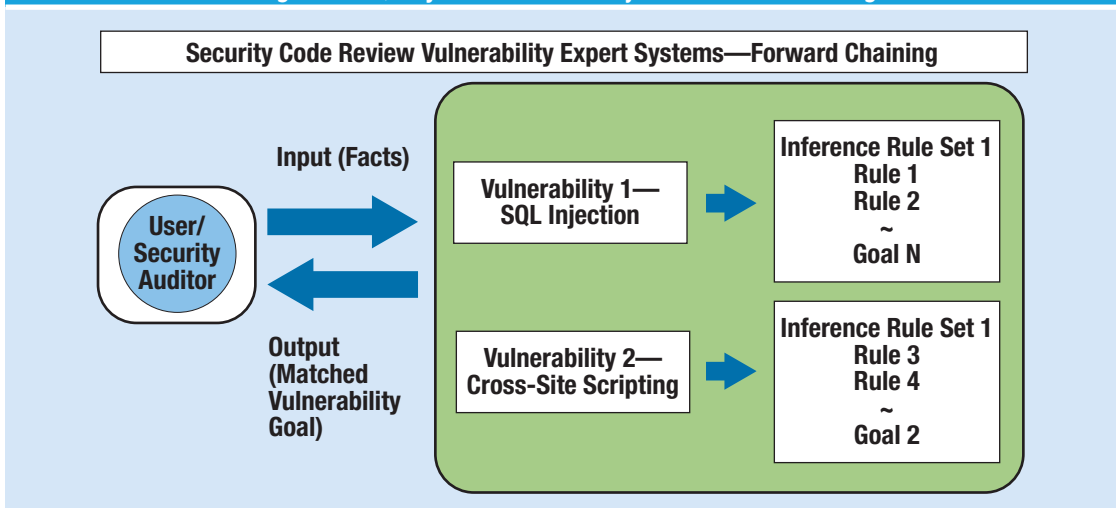 Security Code Review Vulnerability Expert Systems—Forward Chaining
Input (Facts)
User/
Security
Auditor
Output
(Matched
Vulnerability
Goal)
Vulnerability 1—
SQL Injection
Inference Rule Set 1
Rule 1
Rule 2
~
Goal N
Vulnerability 2—
Cross-Site Scripting
Inference Rule Set 1
Rule 3
Rule 4
~
Goal 2